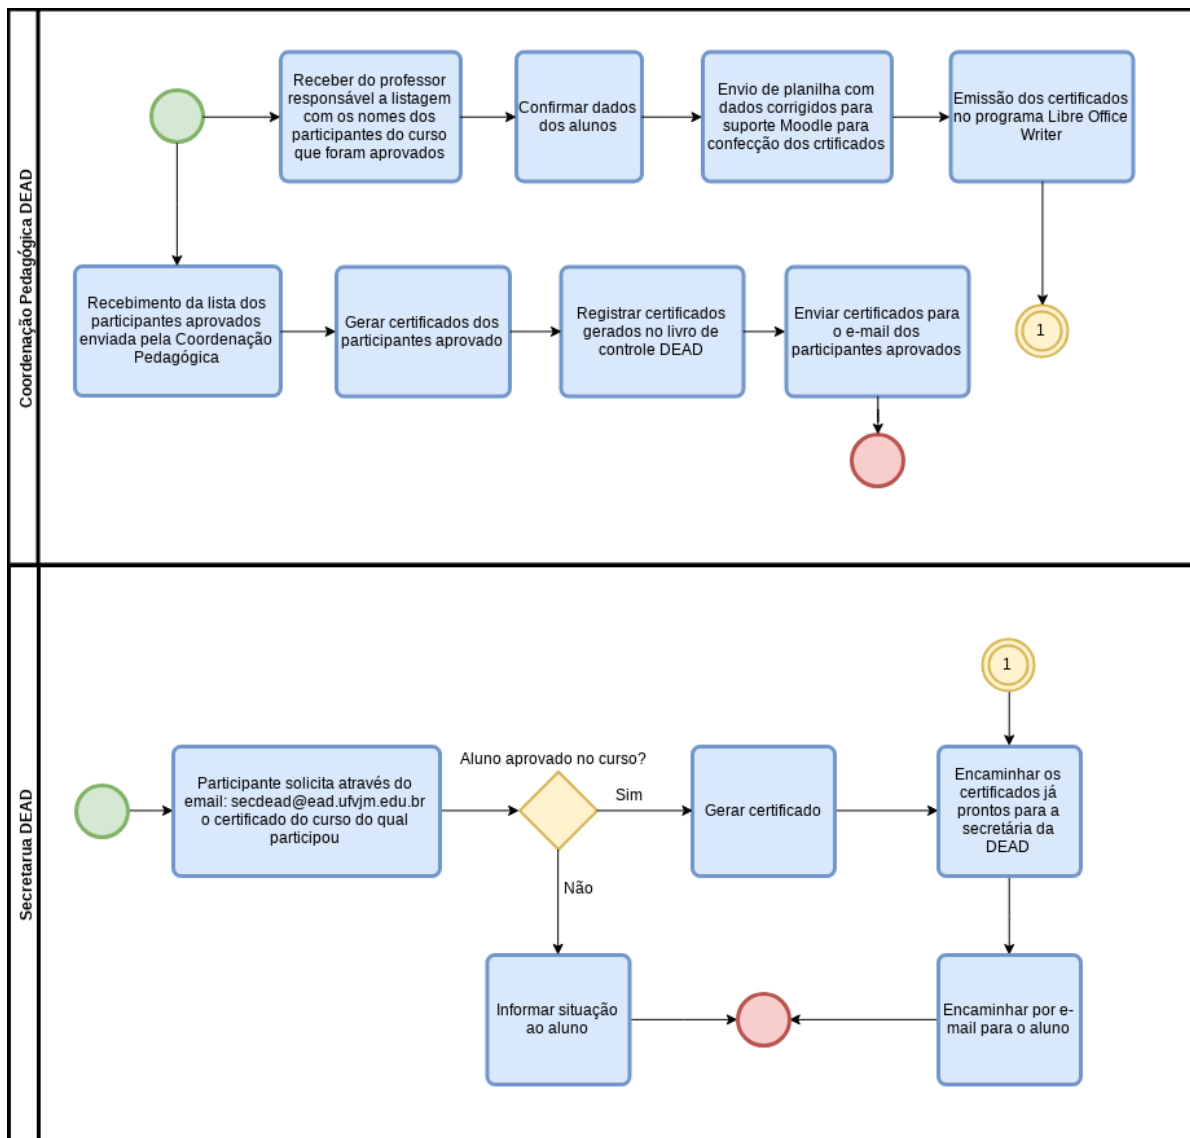 Coordenação Pedagógica DEAD
Receber do professor
responsável a listagem
com os nomes dos
participantes do curso
que foram aprovados
Confirmar dados
dos alunos
Envio de planilha com
dados corrigidos para
suporte Moodle para
confecção dos crtificados
Emissão dos certificados
no programa Libre Office
Writer
Recebimento da lista dos
participantes aprovados
enviada pela Coordenação
Pedagógica
Gerar certificados dos
participantes aprovado
Registrar certificados
gerados no livro de
controle DEAD
Enviar certificados para
o e-mail dos
participantes aprovados
1
Secretarua DEAD
1
Participante solicita através do
email: secdead@ead.ufvjm.edu.br
o certificado do curso do qual
participou
Aluno aprovado no curso?
Sim
Não
Gerar certificado
Encaminhar os
certificados já
prontos para a
secretária da
DEAD
Informar situação
ao aluno
Encaminhar por e-
mail para o aluno